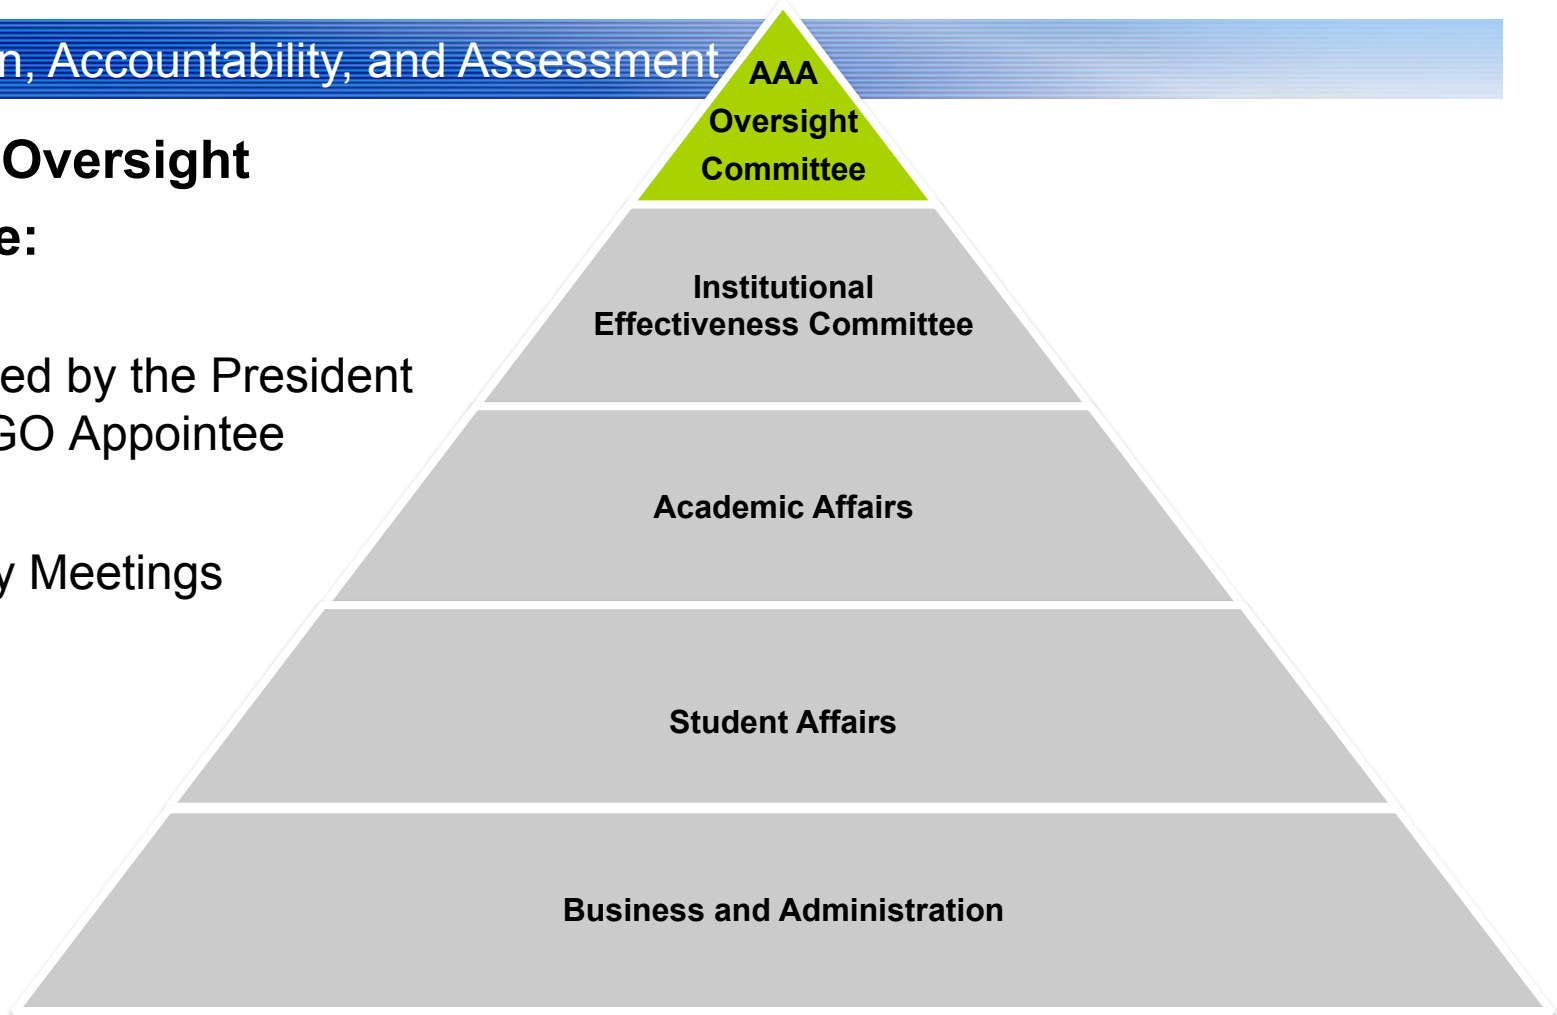 n, Accountability, and Assessment
Oversight
e:
ed by the President
GO Appointee
y Meetings
AAA
Oversight
Committee
Institutional
Effectiveness Committee
Academic Affairs
Student Affairs
Business and Administration